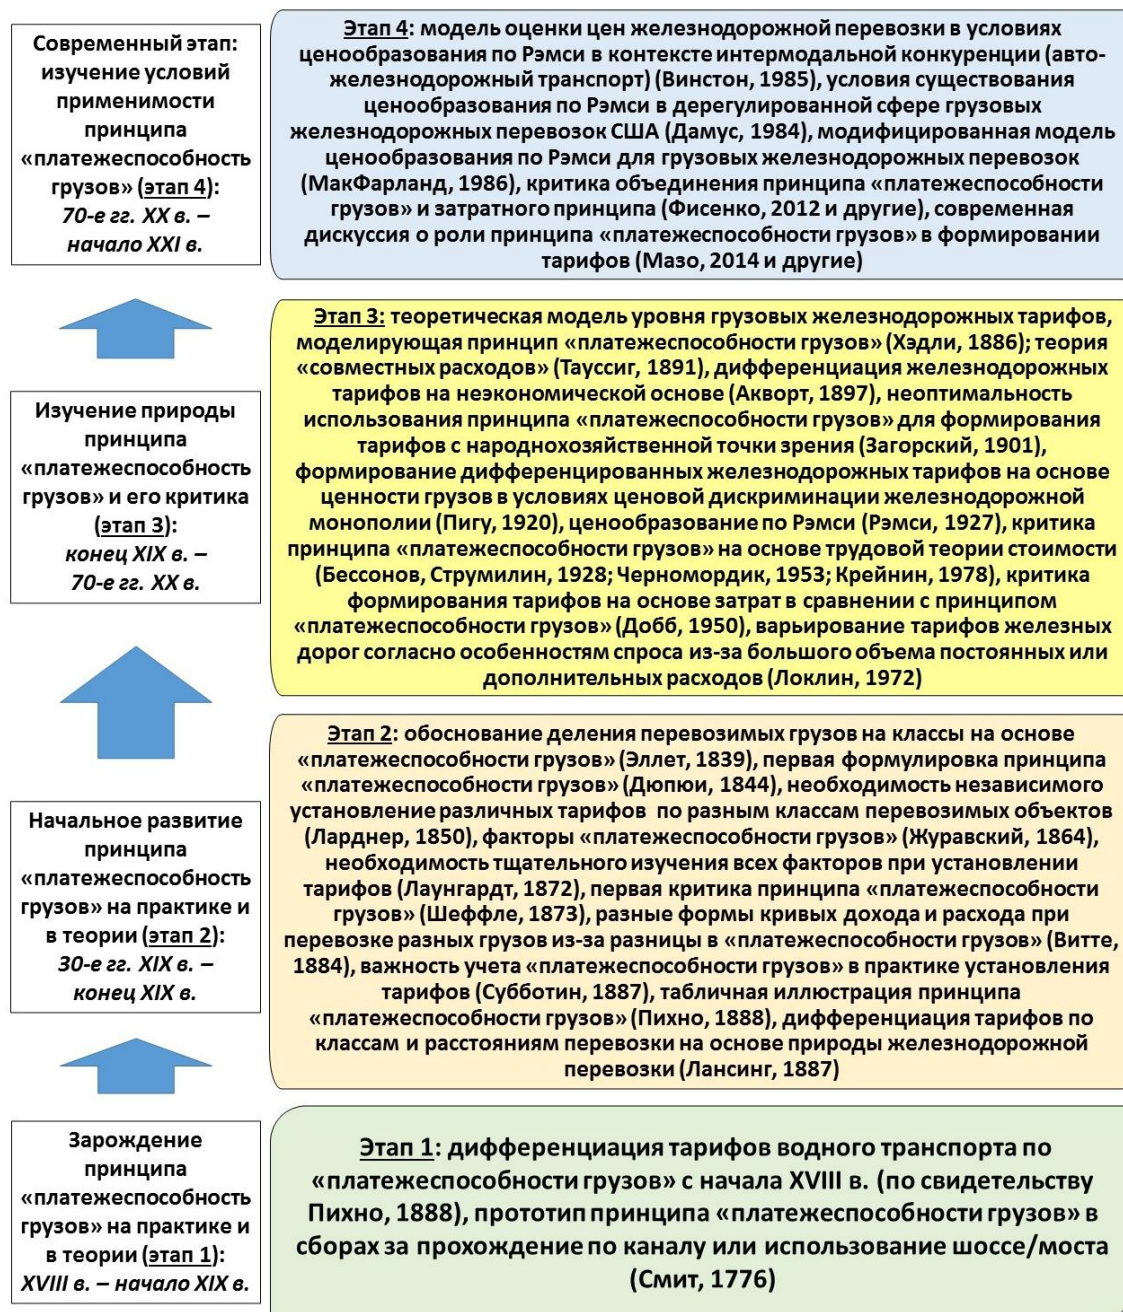 Современный этап:
изучение условий
применимости
принципа
«платежеспособность
грузов» (этап 4):
70-е гг. XX в. –
начало XXI в.
Этап 4: модель оценки цен железнодорожной перевозки в условиях
ценообразования по Рэмси в контексте интермодальной конкуренции (авто-
железнодорожный транспорт) (Винстон, 1985), условия существования
ценообразования по Рэмси в дерегулированной сфере грузовых
железнодорожных перевозок США (Дамус, 1984), модифицированная модель
ценообразования по Рэмси для грузовых железнодорожных перевозок
(МакФарланд, 1986), критика объединения принципа «платежеспособности
грузов» и затратного принципа (Фисенко, 2012 и другие), современная
дискуссия о роли принципа «платежеспособности грузов» в формировании
тарифов (Мазо, 2014 и другие)
Изучение природы
принципа
«платежеспособность
грузов» и его критика
(этап 3):
конец XIX в. –
70-е гг. XX в.
Этап 3: теоретическая модель уровня грузовых железнодорожных тарифов,
моделирующая принцип «платежеспособности грузов» (Хэдли, 1886); теория
«совместных расходов» (Тауссиг, 1891), дифференциация железнодорожных
тарифов на неэкономической основе (Акворт, 1897), неоптимальность
использования принципа «платежеспособности грузов» для формирования
тарифов с народнохозяйственной точки зрения (Загорский, 1901),
формирование дифференцированных железнодорожных тарифов на основе
ценности грузов в условиях ценовой дискриминации железнодорожной
монополии (Пигу, 1920), ценообразование по Рэмси (Рэмси, 1927), критика
принципа «платежеспособности грузов» на основе трудовой теории стоимости
(Бессонов, Струмилин, 1928; Черномордик, 1953; Крейнин, 1978), критика
формирования тарифов на основе затрат в сравнении с принципом
«платежеспособности грузов» (Добб, 1950), варьирование тарифов железных
дорог согласно особенностям спроса из-за большого объема постоянных или
дополнительных расходов (Локлин, 1972)
Начальное развитие
принципа
«платежеспособность
грузов» на практике и
в теории (этап 2):
30-е гг. XIX в. –
конец XIX в.
Этап 2: обоснование деления перевозимых грузов на классы на основе
«платежеспособности грузов» (Эллет, 1839), первая формулировка принципа
«платежеспособности грузов» (Дюпюи, 1844), необходимость независимого
установление различных тарифов по разным классам перевозимых объектов
(Ларднер, 1850), факторы «платежеспособности грузов» (Журавский, 1864),
необходимость тщательного изучения всех факторов при установлении
тарифов (Лаунгардт, 1872), первая критика принципа «платежеспособности
грузов» (Шеффле, 1873), разные формы кривых дохода и расхода при
перевозке разных грузов из-за разницы в «платежеспособности грузов» (Витте,
1884), важность учета «платежеспособности грузов» в практике установления
тарифов (Субботин, 1887), табличная иллюстрация принципа
«платежеспособности грузов» (Пихно, 1888), дифференциация тарифов по
классам и расстояниям перевозки на основе природы железнодорожной
перевозки (Лансинг, 1887)
Зарождение
принципа
«платежеспособность
грузов» на практике и
в теории (этап 1):
XVIII в. – начало XIX в.
Этап 1: дифференциация тарифов водного транспорта по
«платежеспособности грузов» с начала XVIII в. (по свидетельству
Пихно, 1888), прототип принципа «платежеспособности грузов» в
сборах за прохождение по каналу или использование шоссе/моста
(Смит, 1776)